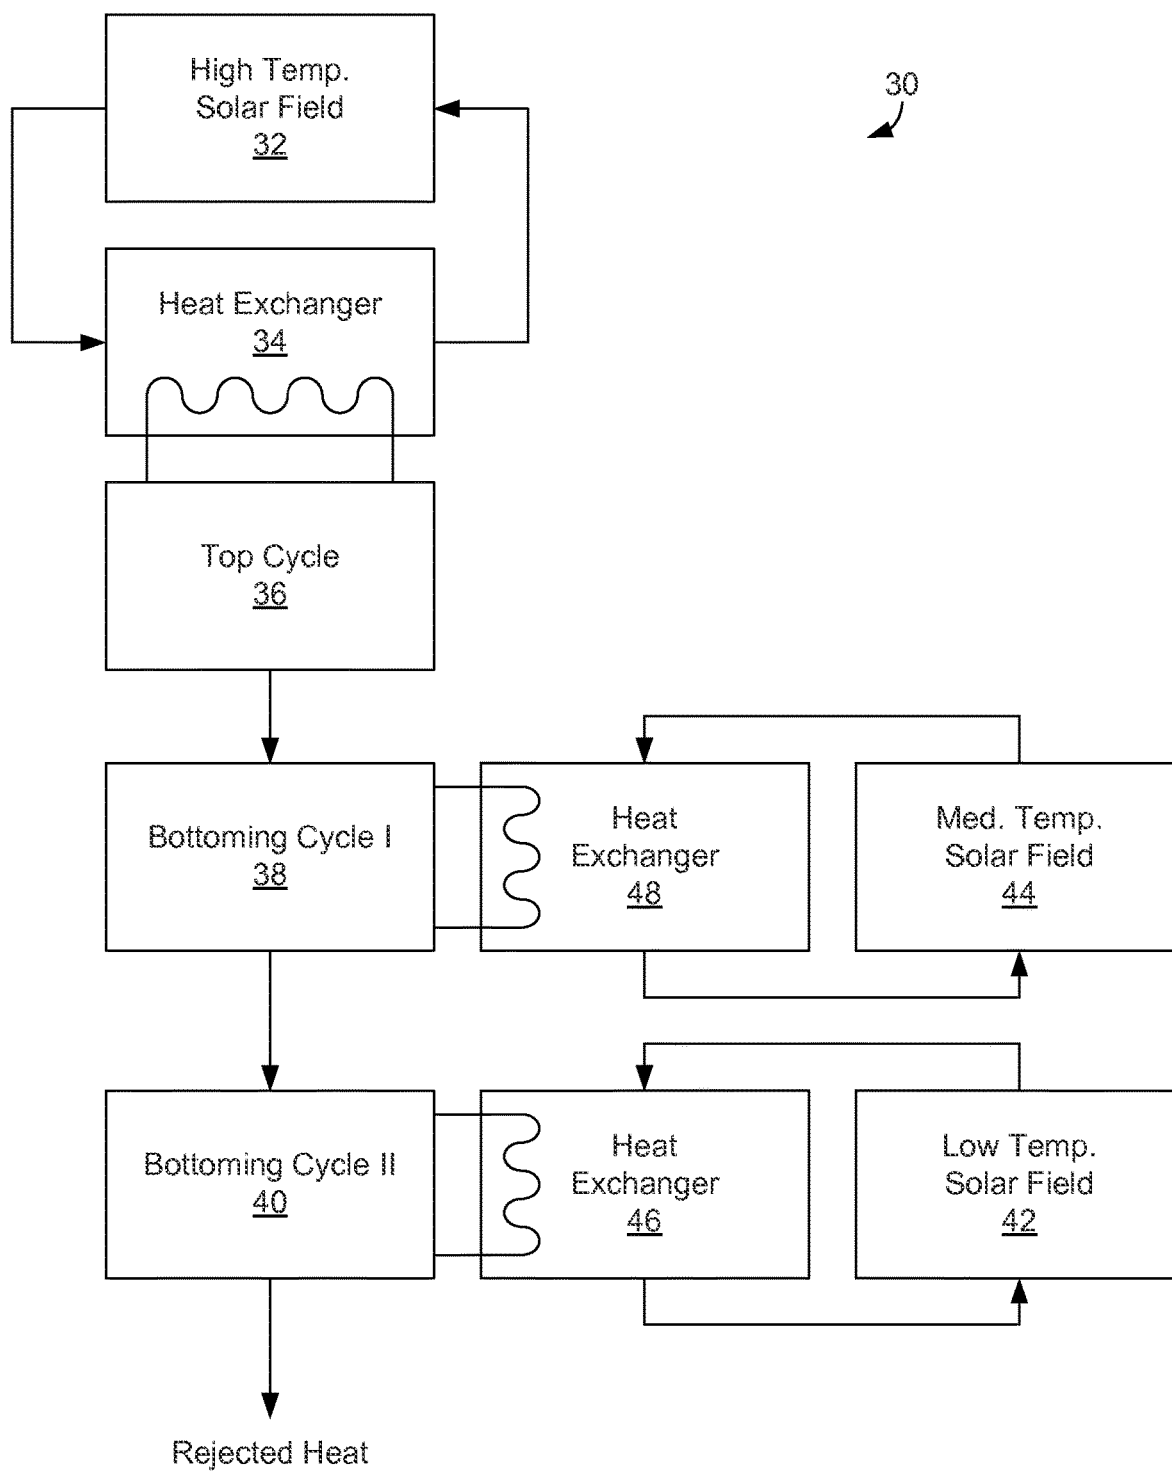 High Temp.
Solar Field
32
30
Heat Exchanger
34
Top Cycle
36
Bottoming Cycle I
38
Heat
Exchanger
48
Med. Temp.
Solar Field
44
Bottoming Cycle II
40
Heat
Exchanger
46
Low Temp.
Solar Field
42
Rejected Heat